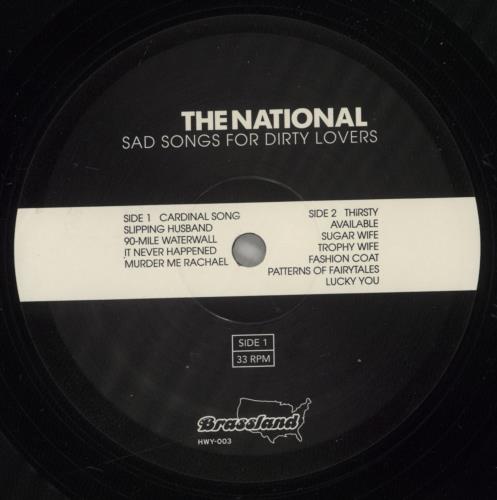 THE NATIONAL
SAD SONGS FOR DIRTY LOVERS
SIDE 1 CARDINAL SONG
SLIPPING HUSBAND
90-MILE WATERWALL
IT NEVER HAPPENED
MURDER ME RACHAEL
SIDE 2 THIRSTY
AVAILABLE
SUGAR WIFE
TROPHY WIFE
FASHION COAT
PATTERNS OF FAIRYTALES
LUCKY YOU
SIDE 1
33 RPM
Brassland
HWY-003